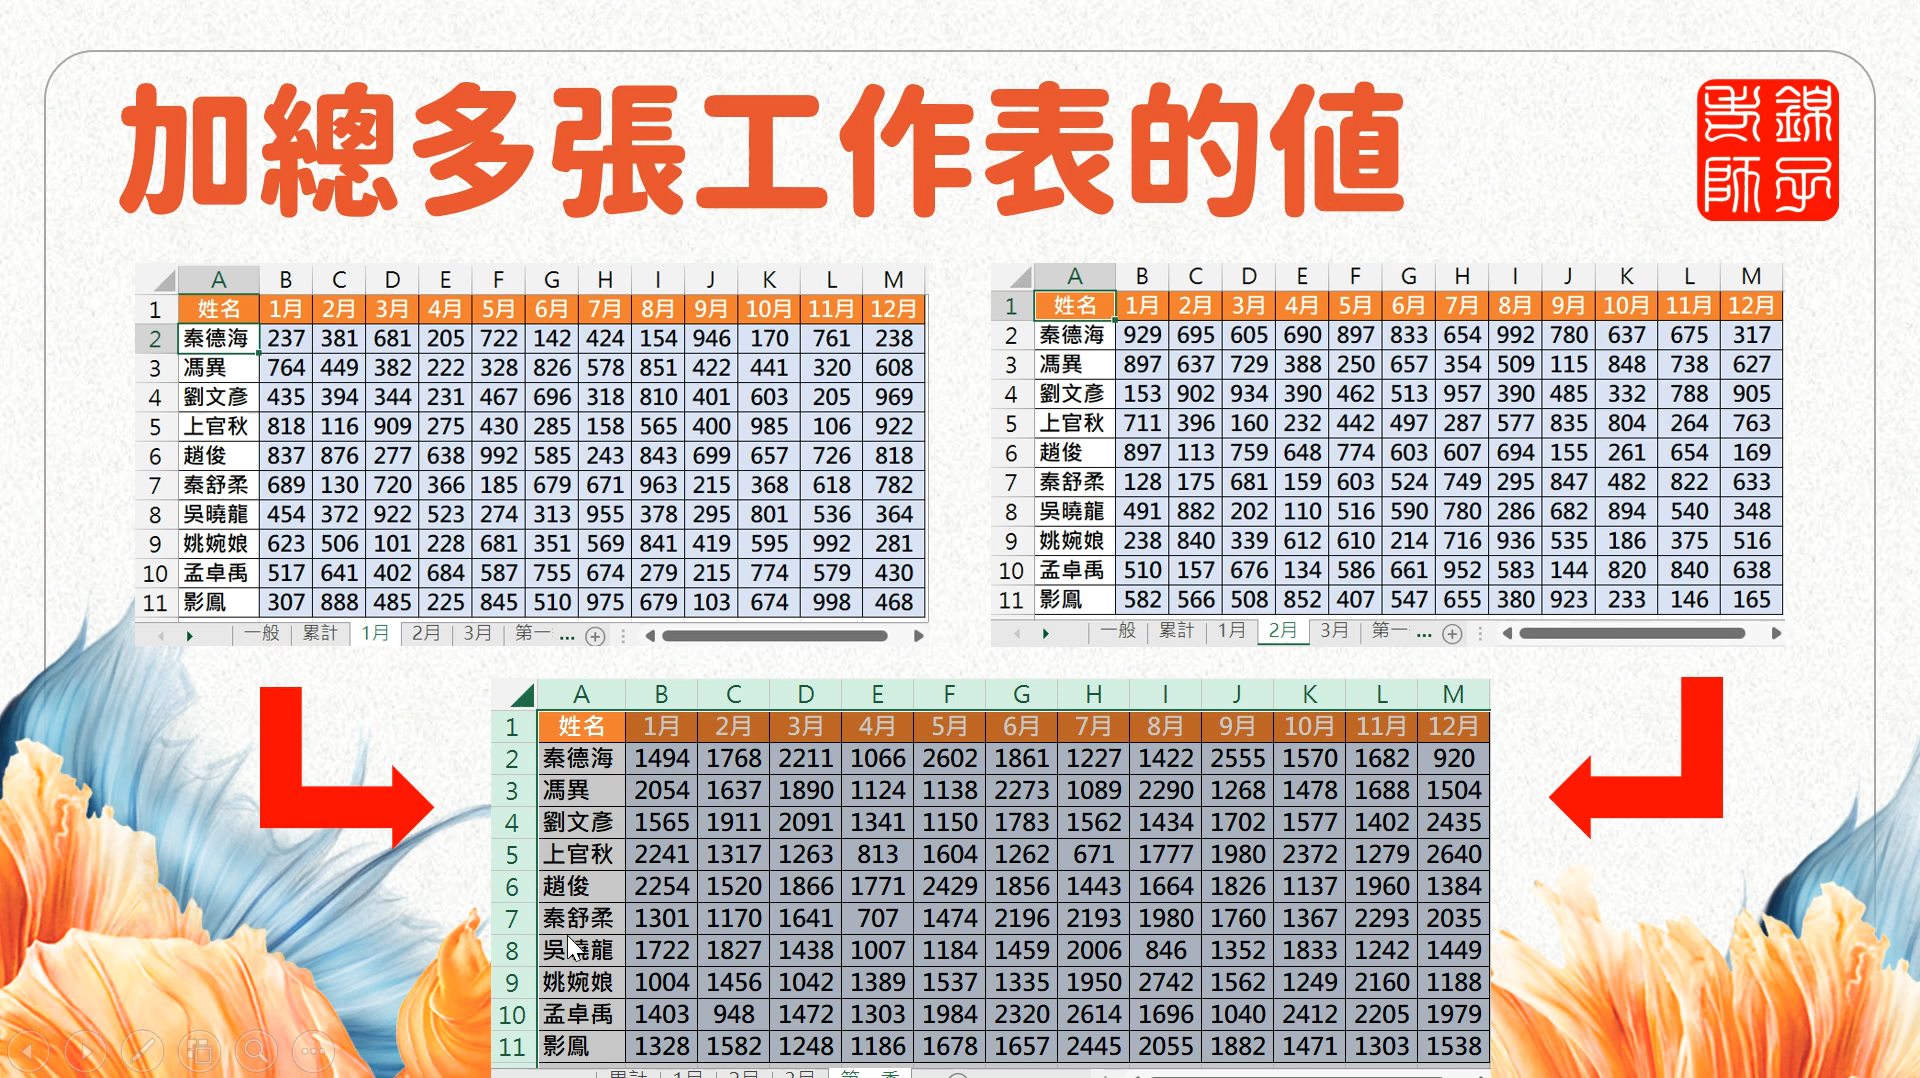 加總多張工作表的值
錦子
老師
A B C D E F G H I J K L M
1 姓名 1月 2月 3月 4月 5月 6月 7月 8月 9月 10月 11月 12月
2 秦德海 237 381 681 205 722 142 424 154 946 170 761 238
3 馮異 764 449 382 222 328 826 578 851 422 441 320 608
4 劉文彥 435 394 344 231 467 696 318 810 401 603 205 969
5 上官秋 818 116 909 275 430 285 158 565 400 985 106 922
6 趙俊 837 876 277 638 992 585 243 843 699 657 726 818
7 秦舒柔 689 130 720 366 185 679 671 963 215 368 618 782
8 吳曉龍 454 372 922 523 274 313 955 378 295 801 536 364
9 姚婉娘 623 506 101 228 681 351 569 841 419 595 992 281
10 孟卓禹 517 641 402 684 587 755 674 279 215 774 579 430
11 影鳳 307 888 485 225 845 510 975 679 103 674 998 468
一般 累計 1月 2月 3月 第一 ...
A B C D E F G H I J K L M
1 姓名 1月 2月 3月 4月 5月 6月 7月 8月 9月 10月 11月 12月
2 秦德海 929 695 605 690 897 833 654 992 780 637 675 317
3 馮異 897 637 729 388 250 657 354 509 115 848 738 627
4 劉文彥 153 902 934 390 462 513 957 390 485 332 788 905
5 上官秋 711 396 160 232 442 497 287 577 835 804 264 763
6 趙俊 897 113 759 648 774 603 607 694 155 261 654 169
7 秦舒柔 128 175 681 159 603 524 749 295 847 482 822 633
8 吳曉龍 491 882 202 110 516 590 780 286 682 894 540 348
9 姚婉娘 238 840 339 612 610 214 716 936 535 186 375 516
10 孟卓禹 510 157 676 134 586 661 952 583 144 820 840 638
11 影鳳 582 566 508 852 407 547 655 380 923 233 146 165
一般 累計 1月 2月 3月 第一 ...
A B C D E F G H I J K L M
1 姓名 1月 2月 3月 4月 5月 6月 7月 8月 9月 10月 11月 12月
2 秦德海 1494 1768 2211 1066 2602 1861 1227 1422 2555 1570 1682 920
3 馮異 2054 1637 1890 1124 1138 2273 1089 2290 1268 1478 1688 1504
4 劉文彥 1565 1911 2091 1341 1150 1783 1562 1434 1702 1577 1402 2435
5 上官秋 2241 1317 1263 813 1604 1262 671 1777 1980 2372 1279 2640
6 趙俊 2254 1520 1866 1771 2429 1856 1443 1664 1826 1137 1960 1384
7 秦舒柔 1301 1170 1641 707 1474 2196 2193 1980 1760 1367 2293 2035
8 吳曉龍 1722 1827 1438 1007 1184 1459 2006 846 1352 1833 1242 1449
9 姚婉娘 1004 1456 1042 1389 1537 1335 1950 2742 1562 1249 2160 1188
10 孟卓禹 1403 948 1472 1303 1984 2320 2614 1696 1040 2412 2205 1979
11 影鳳 1328 1582 1248 1186 1678 1657 2445 2055 1882 1471 1303 1538
累計 1月 2月 3月 第一季